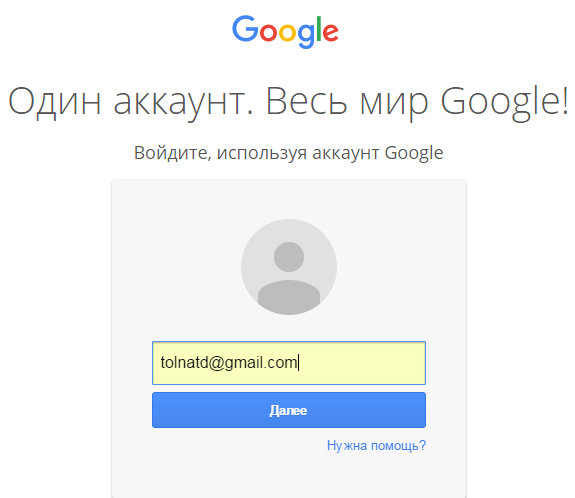 Google
Один аккаунт. Весь мир Google!
Войдите, используя аккаунт Google
tolnatd@gmail.com
Далее
Нужна помощь?